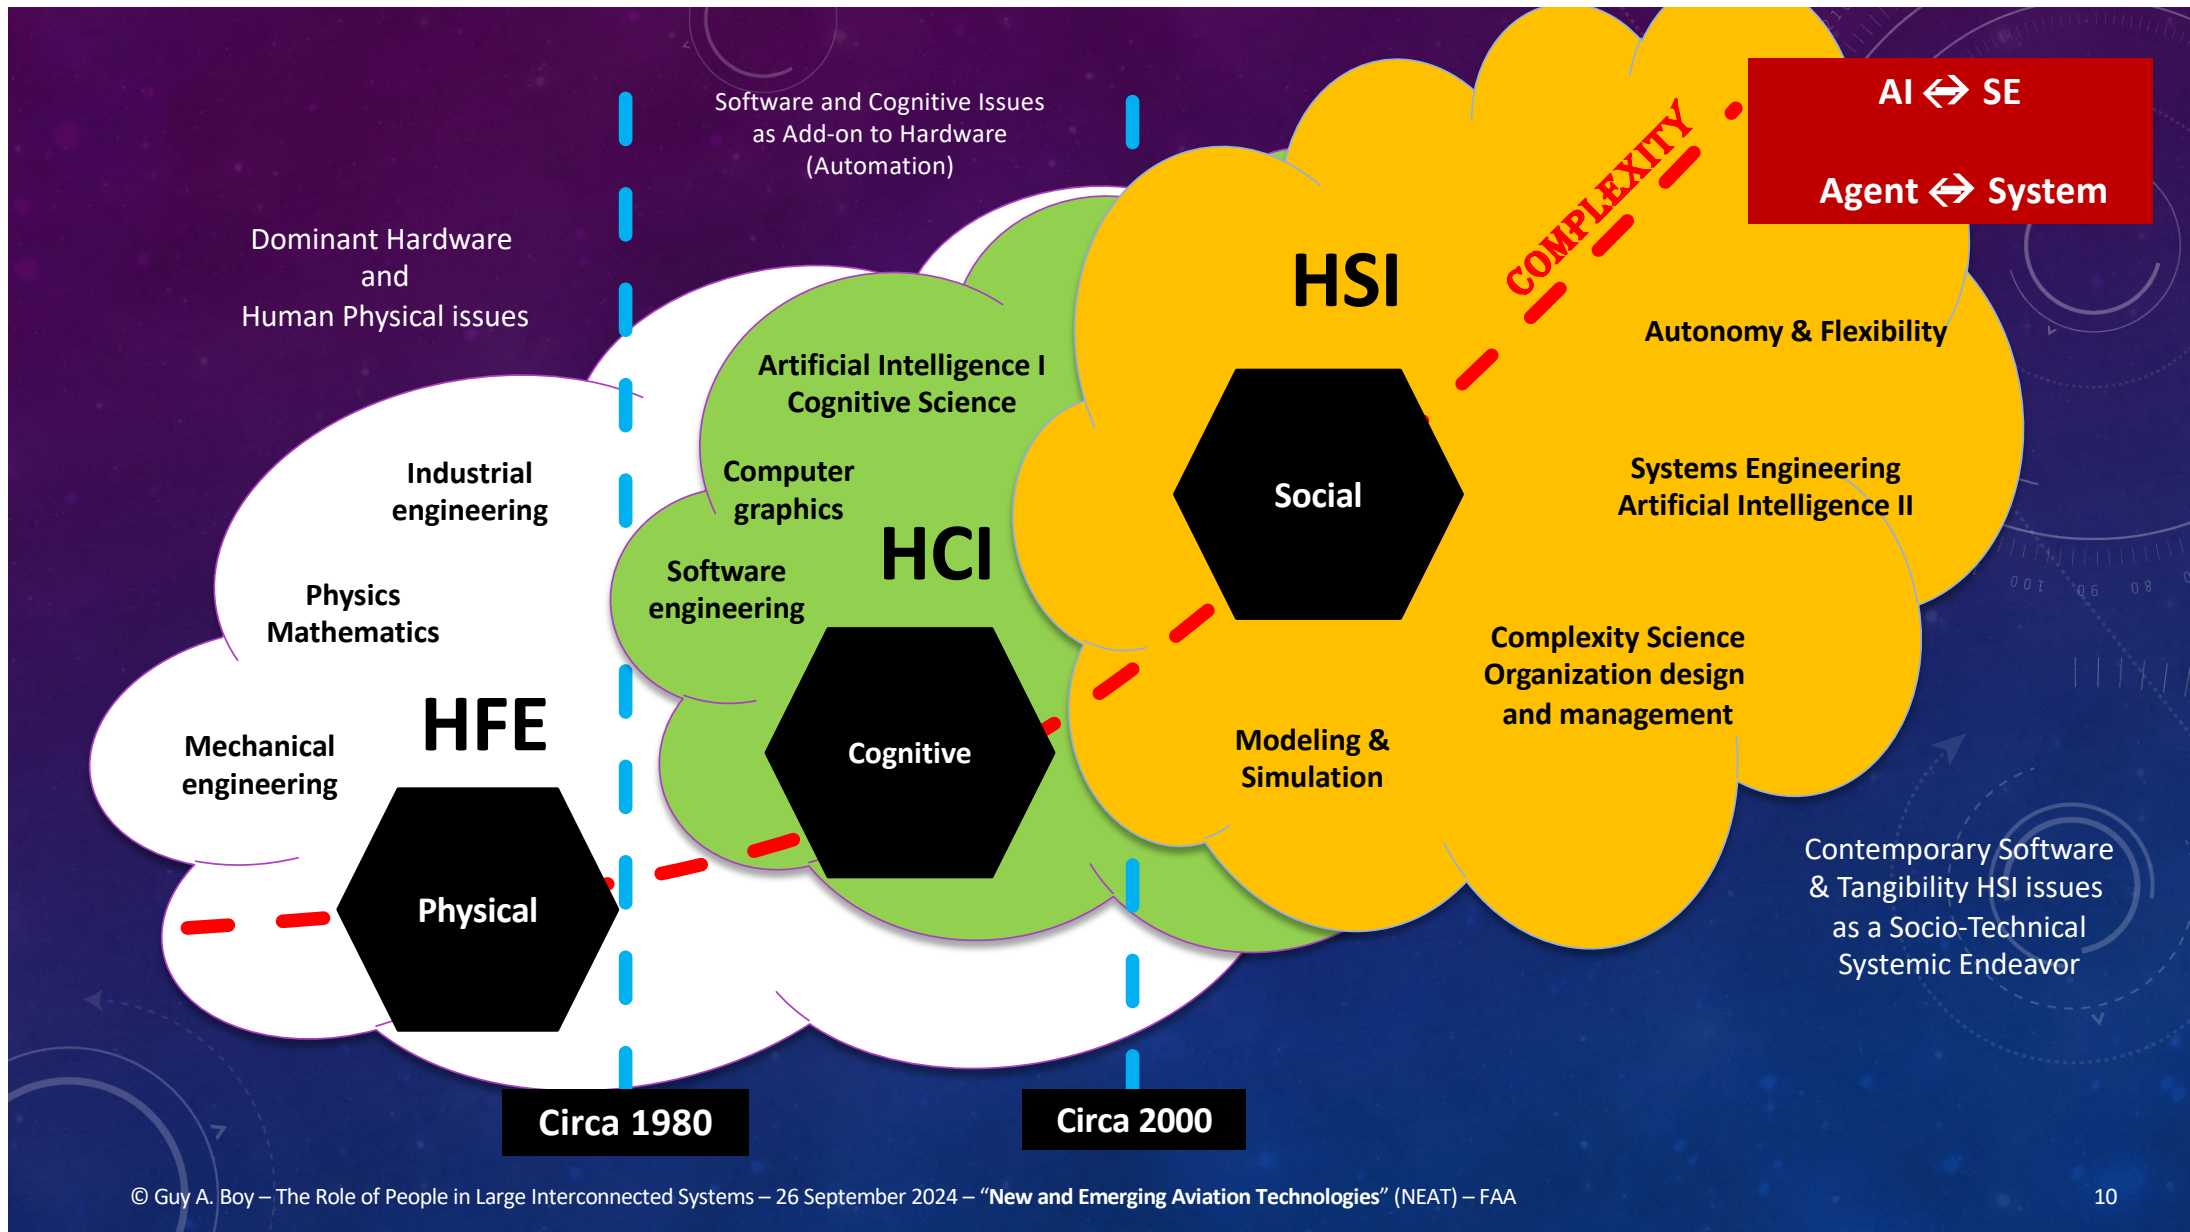 Software and Cognitive Issues
as Add-on to Hardware
(Automation)
Dominant Hardware
and
Human Physical issues
AI ⇔ SE
Agent ⇔ System
COMPLEXITY
HSI
Autonomy & Flexibility
Artificial Intelligence I
Cognitive Science
Computer
graphics
HCI
Software
engineering
Cognitive
Industrial
engineering
Physics
Mathematics
HFE
Mechanical
engineering
Physical
Social
Systems Engineering
Artificial Intelligence II
Complexity Science
Organization design
and management
Modeling &
Simulation
Contemporary Software
& Tangibility HSI issues
as a Socio-Technical
Systemic Endeavor
100 90 80
Circa 1980
Circa 2000
© Guy A. Boy – The Role of People in Large Interconnected Systems – 26 September 2024 – “New and Emerging Aviation Technologies” (NEAT) – FAA
10